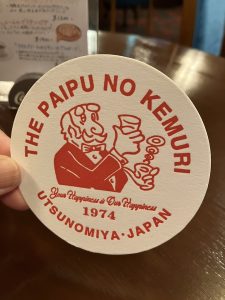 THE PAIPU NO KEMURI
Your Happiness is Our Happiness
1974
UTSUNOMIYA・JAPAN